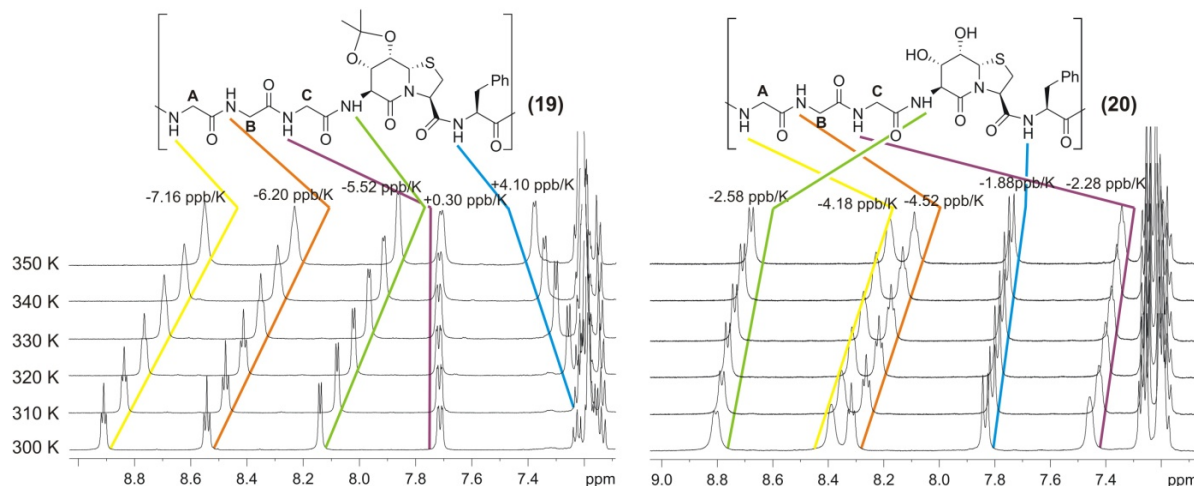 O O
S
H
N
A
N
H
O
H
N
B
O
N
H
C
O
H
N
O
N
O
N
H
Ph
O
(19)
-7.16 ppb/K
-6.20 ppb/K
-5.52 ppb/K
+0.30 ppb/K
+4.10 ppb/K
350 K
340 K
330 K
320 K
310 K
300 K
8.8 8.6 8.4 8.2 8.0 7.8 7.6 7.4 ppm
OH
HO
S
A
N
H
O
H
N
B
O
N
H
C
O
H
N
O
N
O
N
H
Ph
O
(20)
-2.58 ppb/K
-4.18 ppb/K
-4.52 ppb/K
-1.88ppb/K
-2.28 ppb/K
9.0 8.8 8.6 8.4 8.2 8.0 7.8 7.6 7.4 ppm